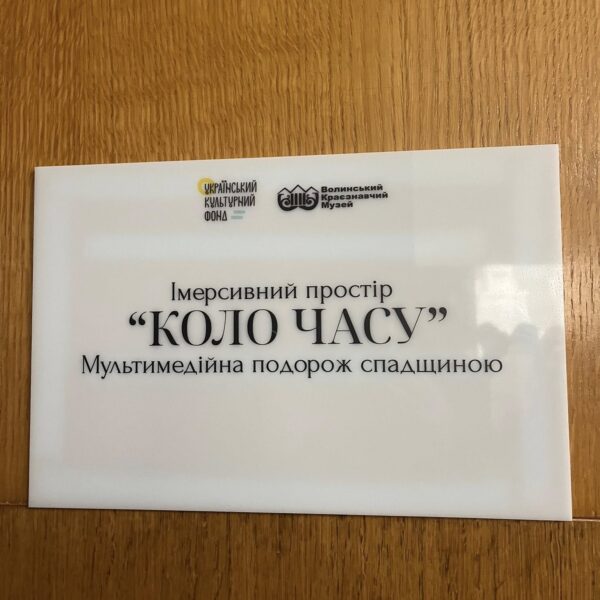 УКРАЇНСЬКИЙ
КУЛЬТУРНИЙ
ФОНД
Волинський
Краєзнавчий
Музей
Імерсивний простір
“КОЛО ЧАСУ”
Мультимедійна подорож спадщиною